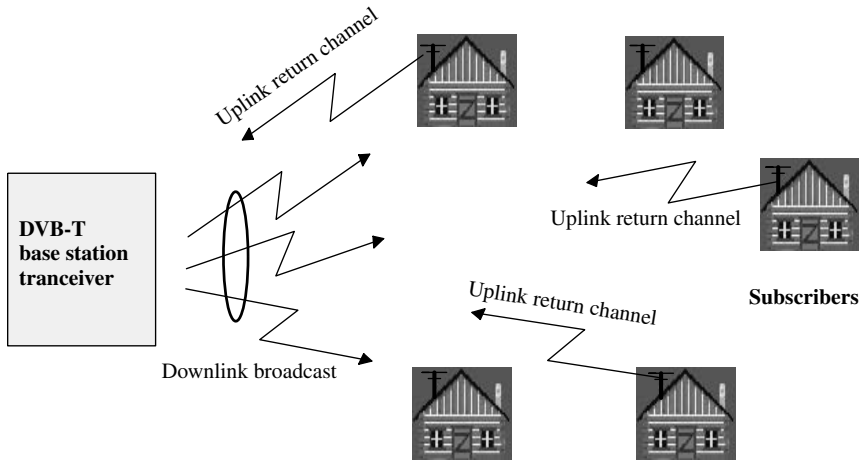 Uplink return channel
DVB-T
base station
tranceiver
Uplink return channel
Subscribers
Uplink return channel
Downlink broadcast